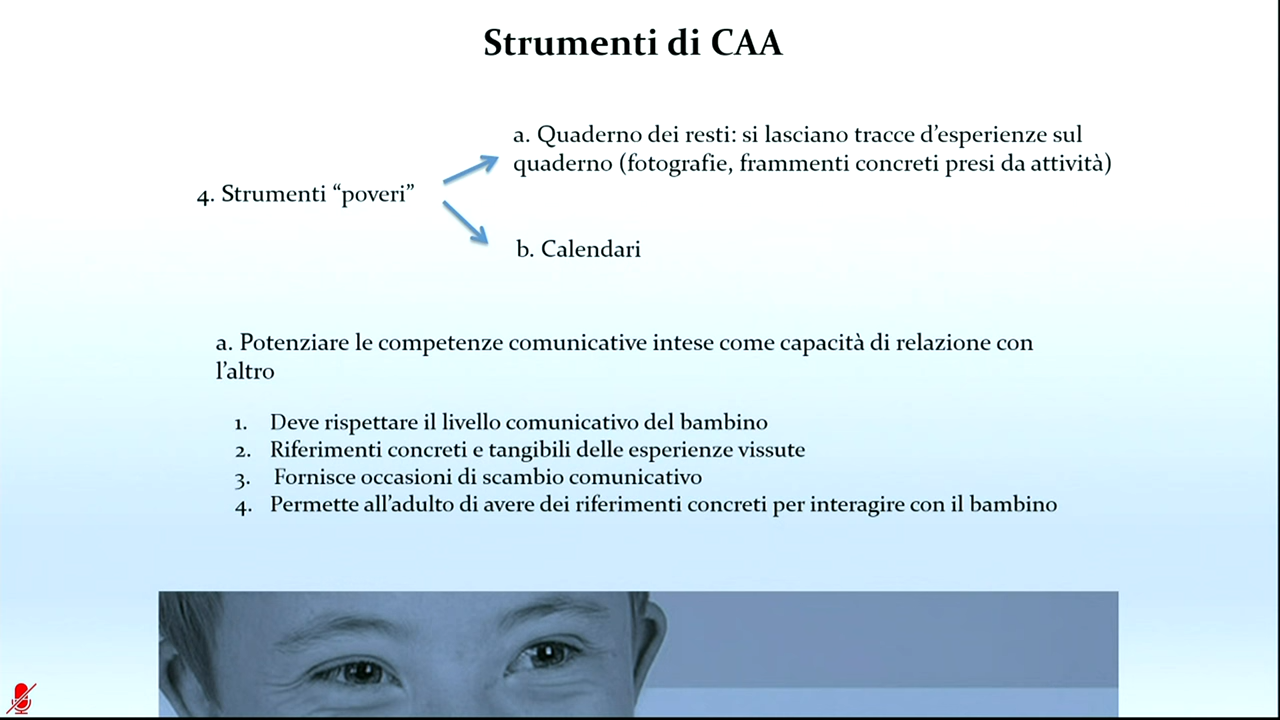 Strumenti di CAA
a. Quaderno dei resti: si lasciano tracce d’esperienze sul
quaderno (fotografie, frammenti concreti presi da attività)
4. Strumenti “poveri”
b. Calendari
a. Potenziare le competenze comunicative intese come capacità di relazione con
l’altro
1. Deve rispettare il livello comunicativo del bambino
2. Riferimenti concreti e tangibili delle esperienze vissute
3. Fornisce occasioni di scambio comunicativo
4. Permette all’adulto di avere dei riferimenti concreti per interagire con il bambino